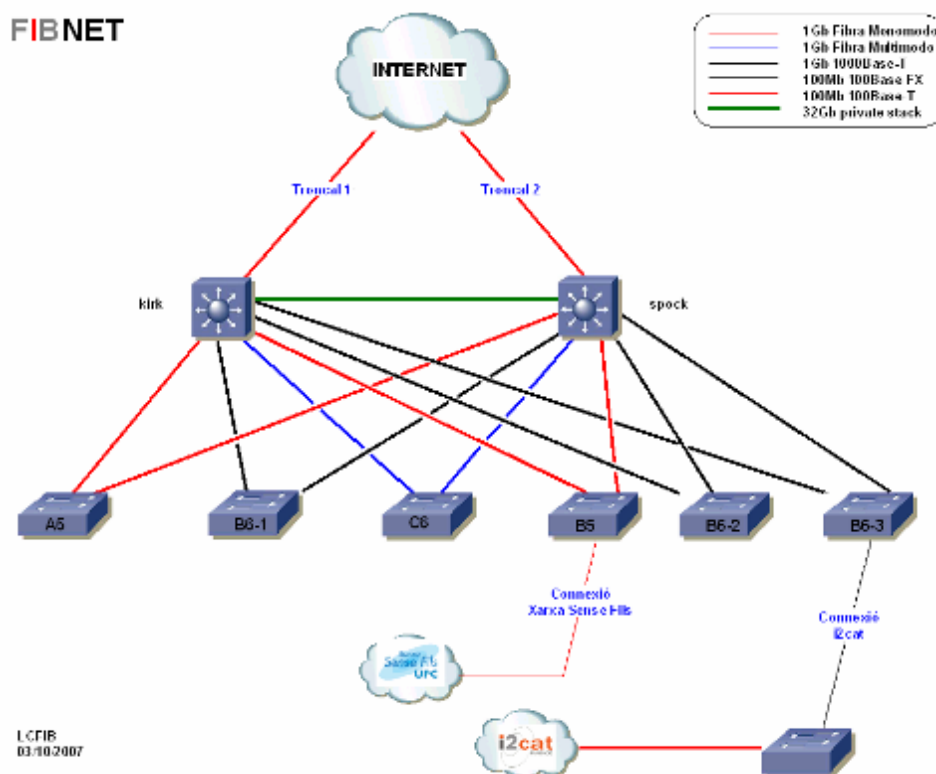 FIBNET
INTERNET
1Gb Fibra Monomodo
1Gb Fibra Multimodo
1Gb 1000Base-T
100Mb 100Base FX
100Mb 100Base-T
32Gb private stack
Troncal 1
Troncal 2
kirk
spock
A5
B6-1
C6
B5
B6-2
B6-3
Connexió
Xarxa Sense Fils
Connexió
i2cat
Sense Fils
UPC
i2cat
LCFIB
03/10/2007